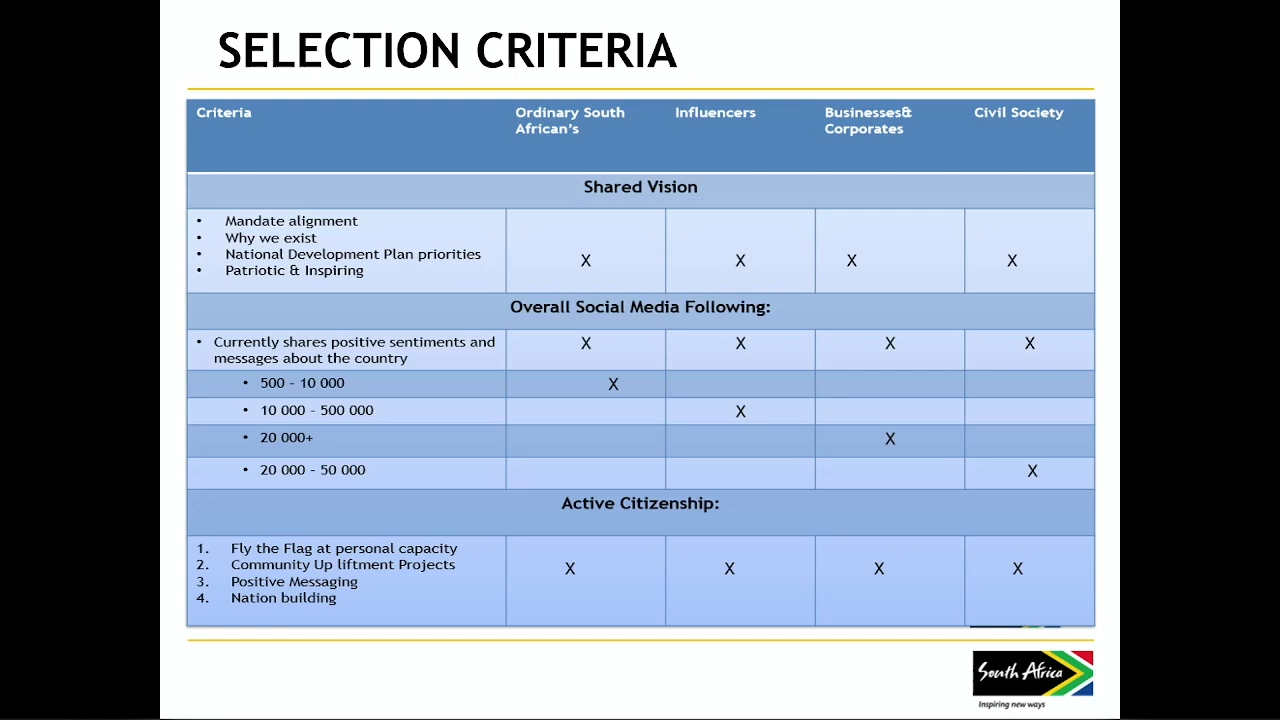 SELECTION CRITERIA
Criteria
Ordinary South
African's
Influencers
Businesses&
Corporates
Civil Society
Shared Vision
• Mandate alignment
• Why we exist
• National Development Plan priorities
• Patriotic & Inspiring
X X X X
Overall Social Media Following:
• Currently shares positive sentiments and
messages about the country
X X X X
• 500 – 10 000 X
• 10 000 – 500 000 X
• 20 000+ X
• 20 000 – 50 000 X
Active Citizenship:
1. Fly the Flag at personal capacity
2. Community Up liftment Projects
3. Positive Messaging
4. Nation building
X X X X
South Africa
Inspiring new ways